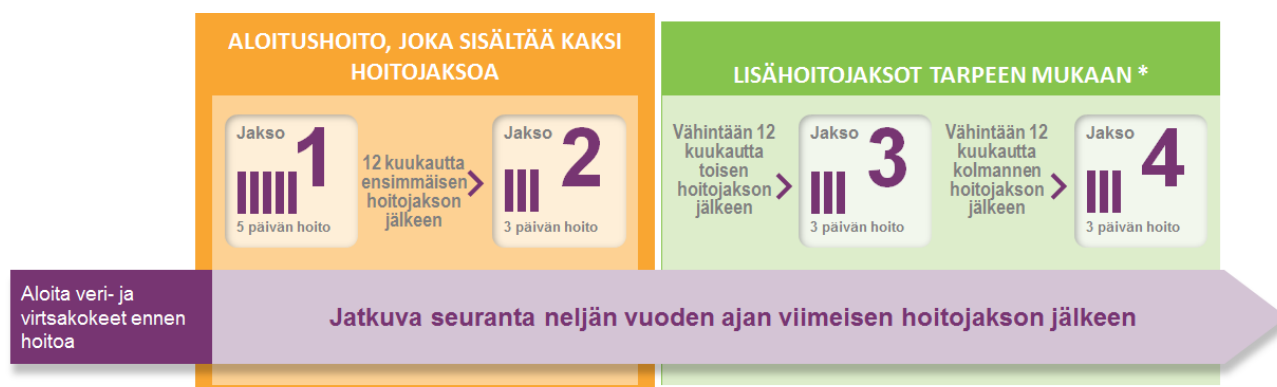 ALOITUSHOITO, JOKA SISÄLTÄÄ KAKSI
HOITOJAKSOA
Jakso 1
5 päivän hoito
12 kuukautta
ensimmäisen
hoitojakson
jälkeen
Jakso 2
3 päivän hoito
LISÄHOITOJAKSOT TARPEEN MUKAAN *
Vähintään 12
kuukautta
toisen
hoitojakson
jälkeen
Jakso 3
3 päivän hoito
Vähintään 12
kuukautta
kolmannen
hoitojakson
jälkeen
Jakso 4
3 päivän hoito
Aloita veri- ja
virtsakokeet ennen
hoitoa
Jatkuva seuranta neljän vuoden ajan viimeisen hoitojakson jälkeen